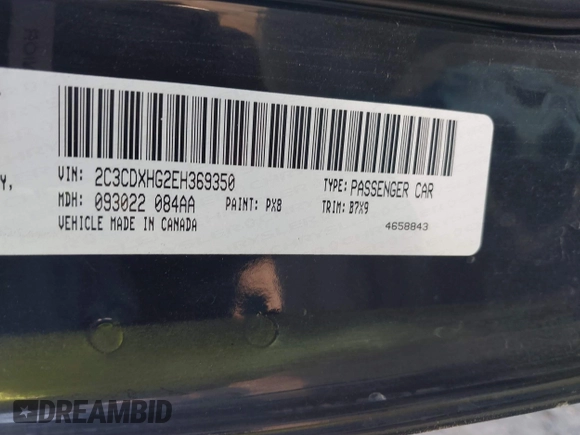 VIN: 2C3CDXHG2EH369350 TYPE: PASSENGER CAR
Y,
MDH: 093022 084AA PAINT: PX8 TRIM: B7X9
VEHICLE MADE IN CANADA 4658843
DREAMBID